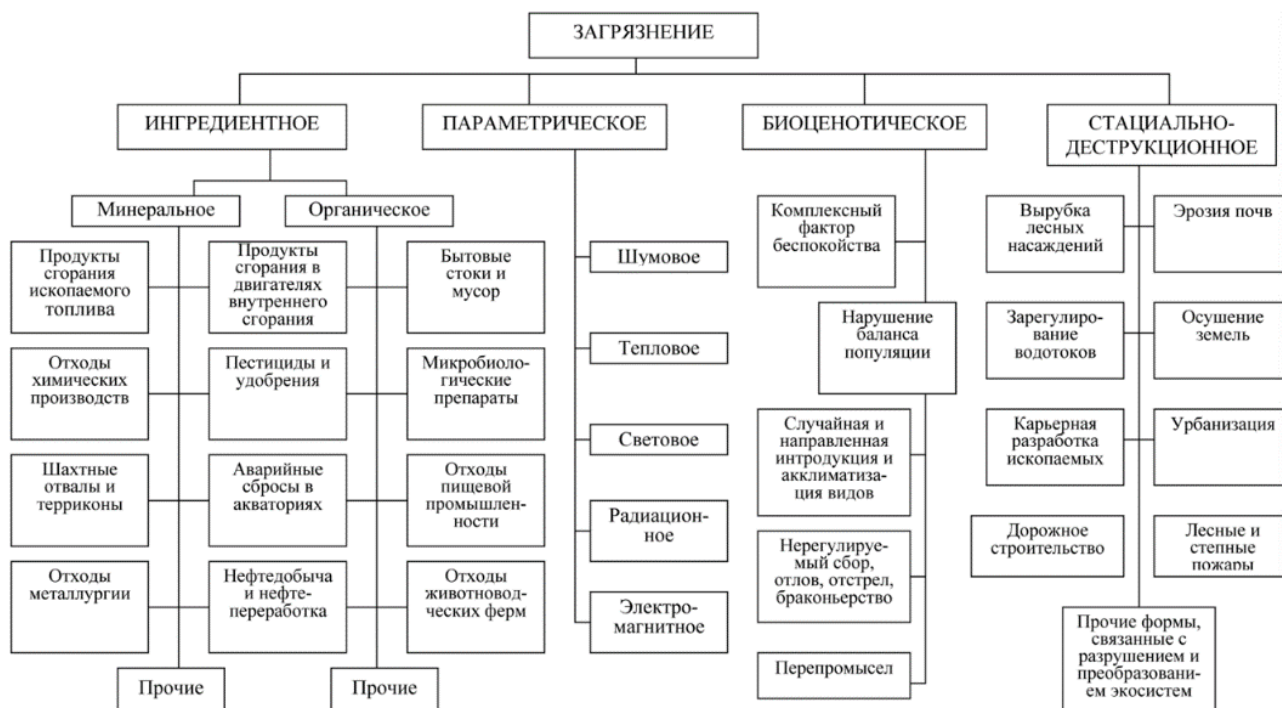 ЗАГРЯЗНЕНИЕ
ИНГРЕДИЕНТНОЕ
ПАРАМЕТРИЧЕСКОЕ
БИОЦЕНОТИЧЕСКОЕ
СТАЦИАЛЬНО-
ДЕСТРУКЦИОННОЕ
Минеральное
Органическое
Продукты
сгорания
ископаемого
топлива
Отходы
химических
производств
Шахтные
отвалы и
терриконы
Отходы
металлургии
Прочие
Продукты
сгорания в
двигателях
внутреннего
сгорания
Пестициды и
удобрения
Аварийные
сбросы в
акваториях
Нефтедобыча
и нефте-
переработка
Прочие
Бытовые
стоки и
мусор
Микробиоло-
гические
препараты
Отходы
пищевой
промышлен-
ности
Отходы
животновод-
ческих ферм
Шумовое
Тепловое
Световое
Радиацион-
ное
Электро-
магнитное
Комплексный
фактор
беспокойства
Нарушение
баланса
популяции
Случайная и
направленная
интродукция и
акклиматиза-
ция видов
Нерегулируе-
мый сбор,
отлов, отстрел,
браконьерство
Перепромысел
Вырубка
лесных
насаждений
Зарегулиро-
вание
водотоков
Карьерная
разработка
ископаемых
Дорожное
строительство
Эрозия почв
Осушение
земель
Урбанизация
Лесные и
степные
пожары
Прочие формы,
связанные с
разрушением и
преобразовани-
ем экосистем